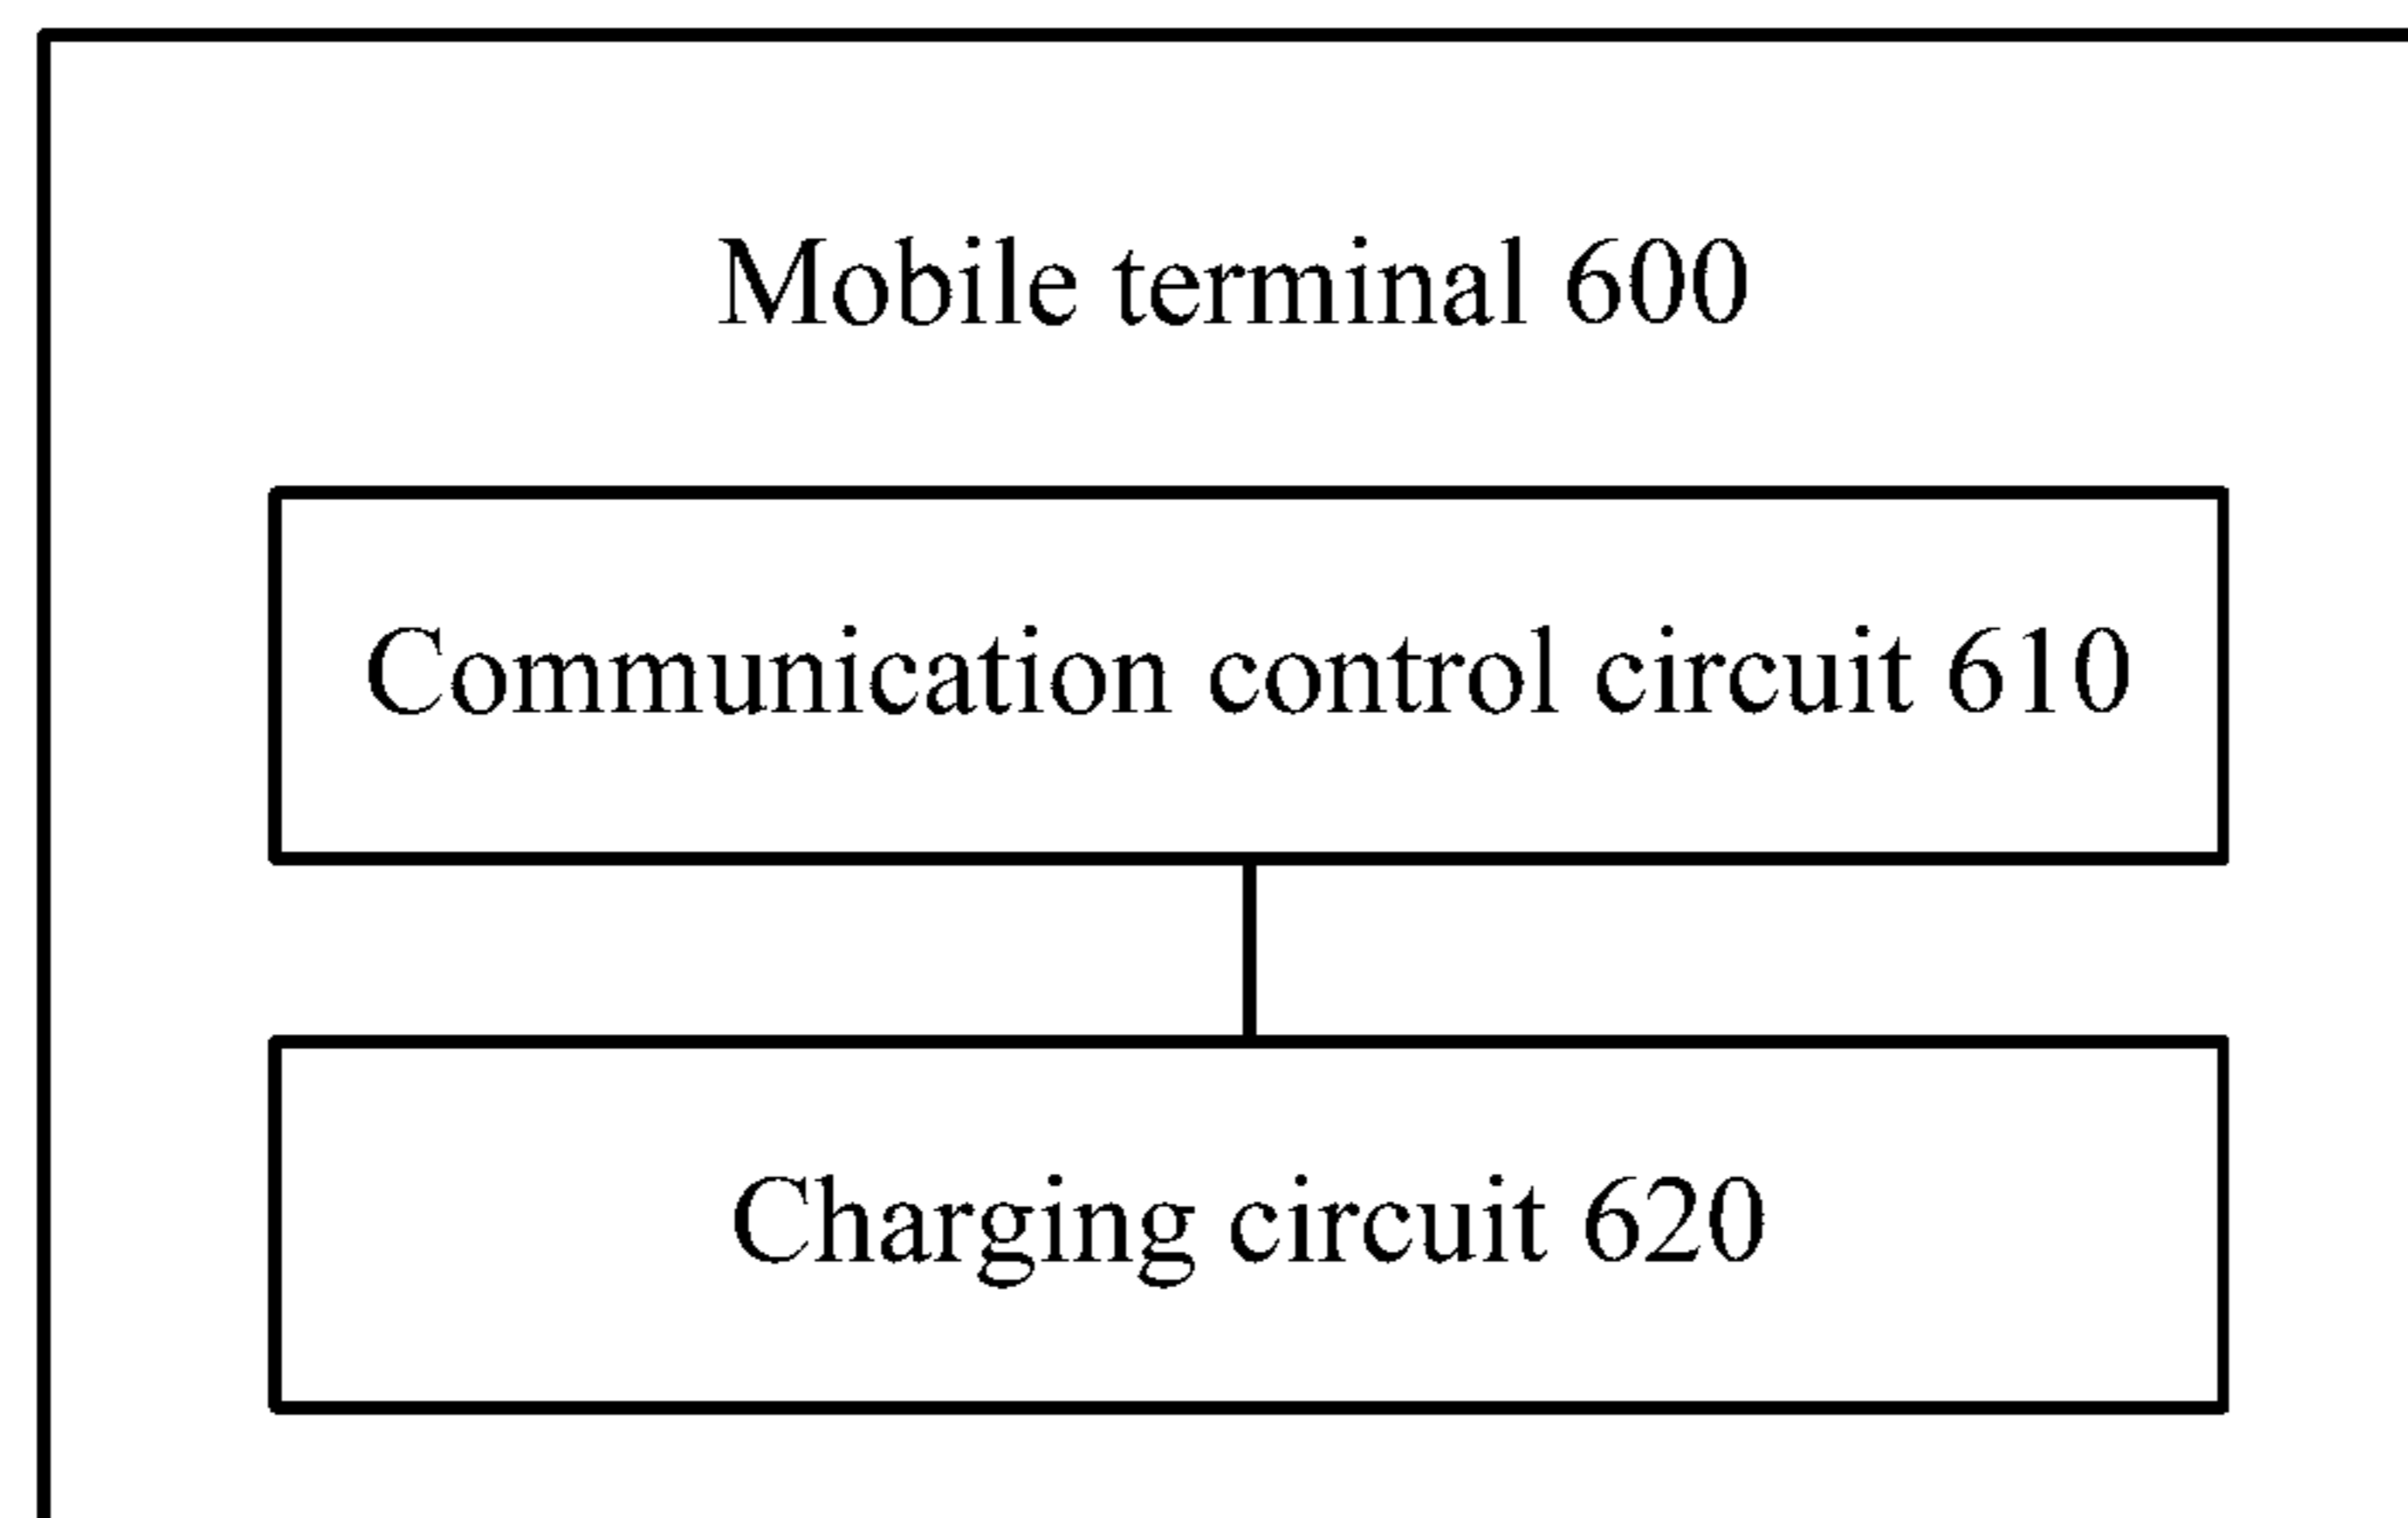 Mobile terminal 600
Communication control circuit 610
Charging circuit 620